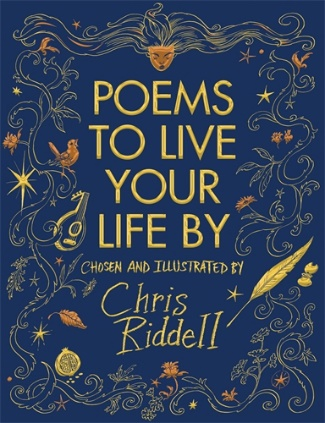 POEMS
TO LIVE
YOUR
LIFE BY
CHOSEN AND ILLUSTRATED BY
Chris
Riddell